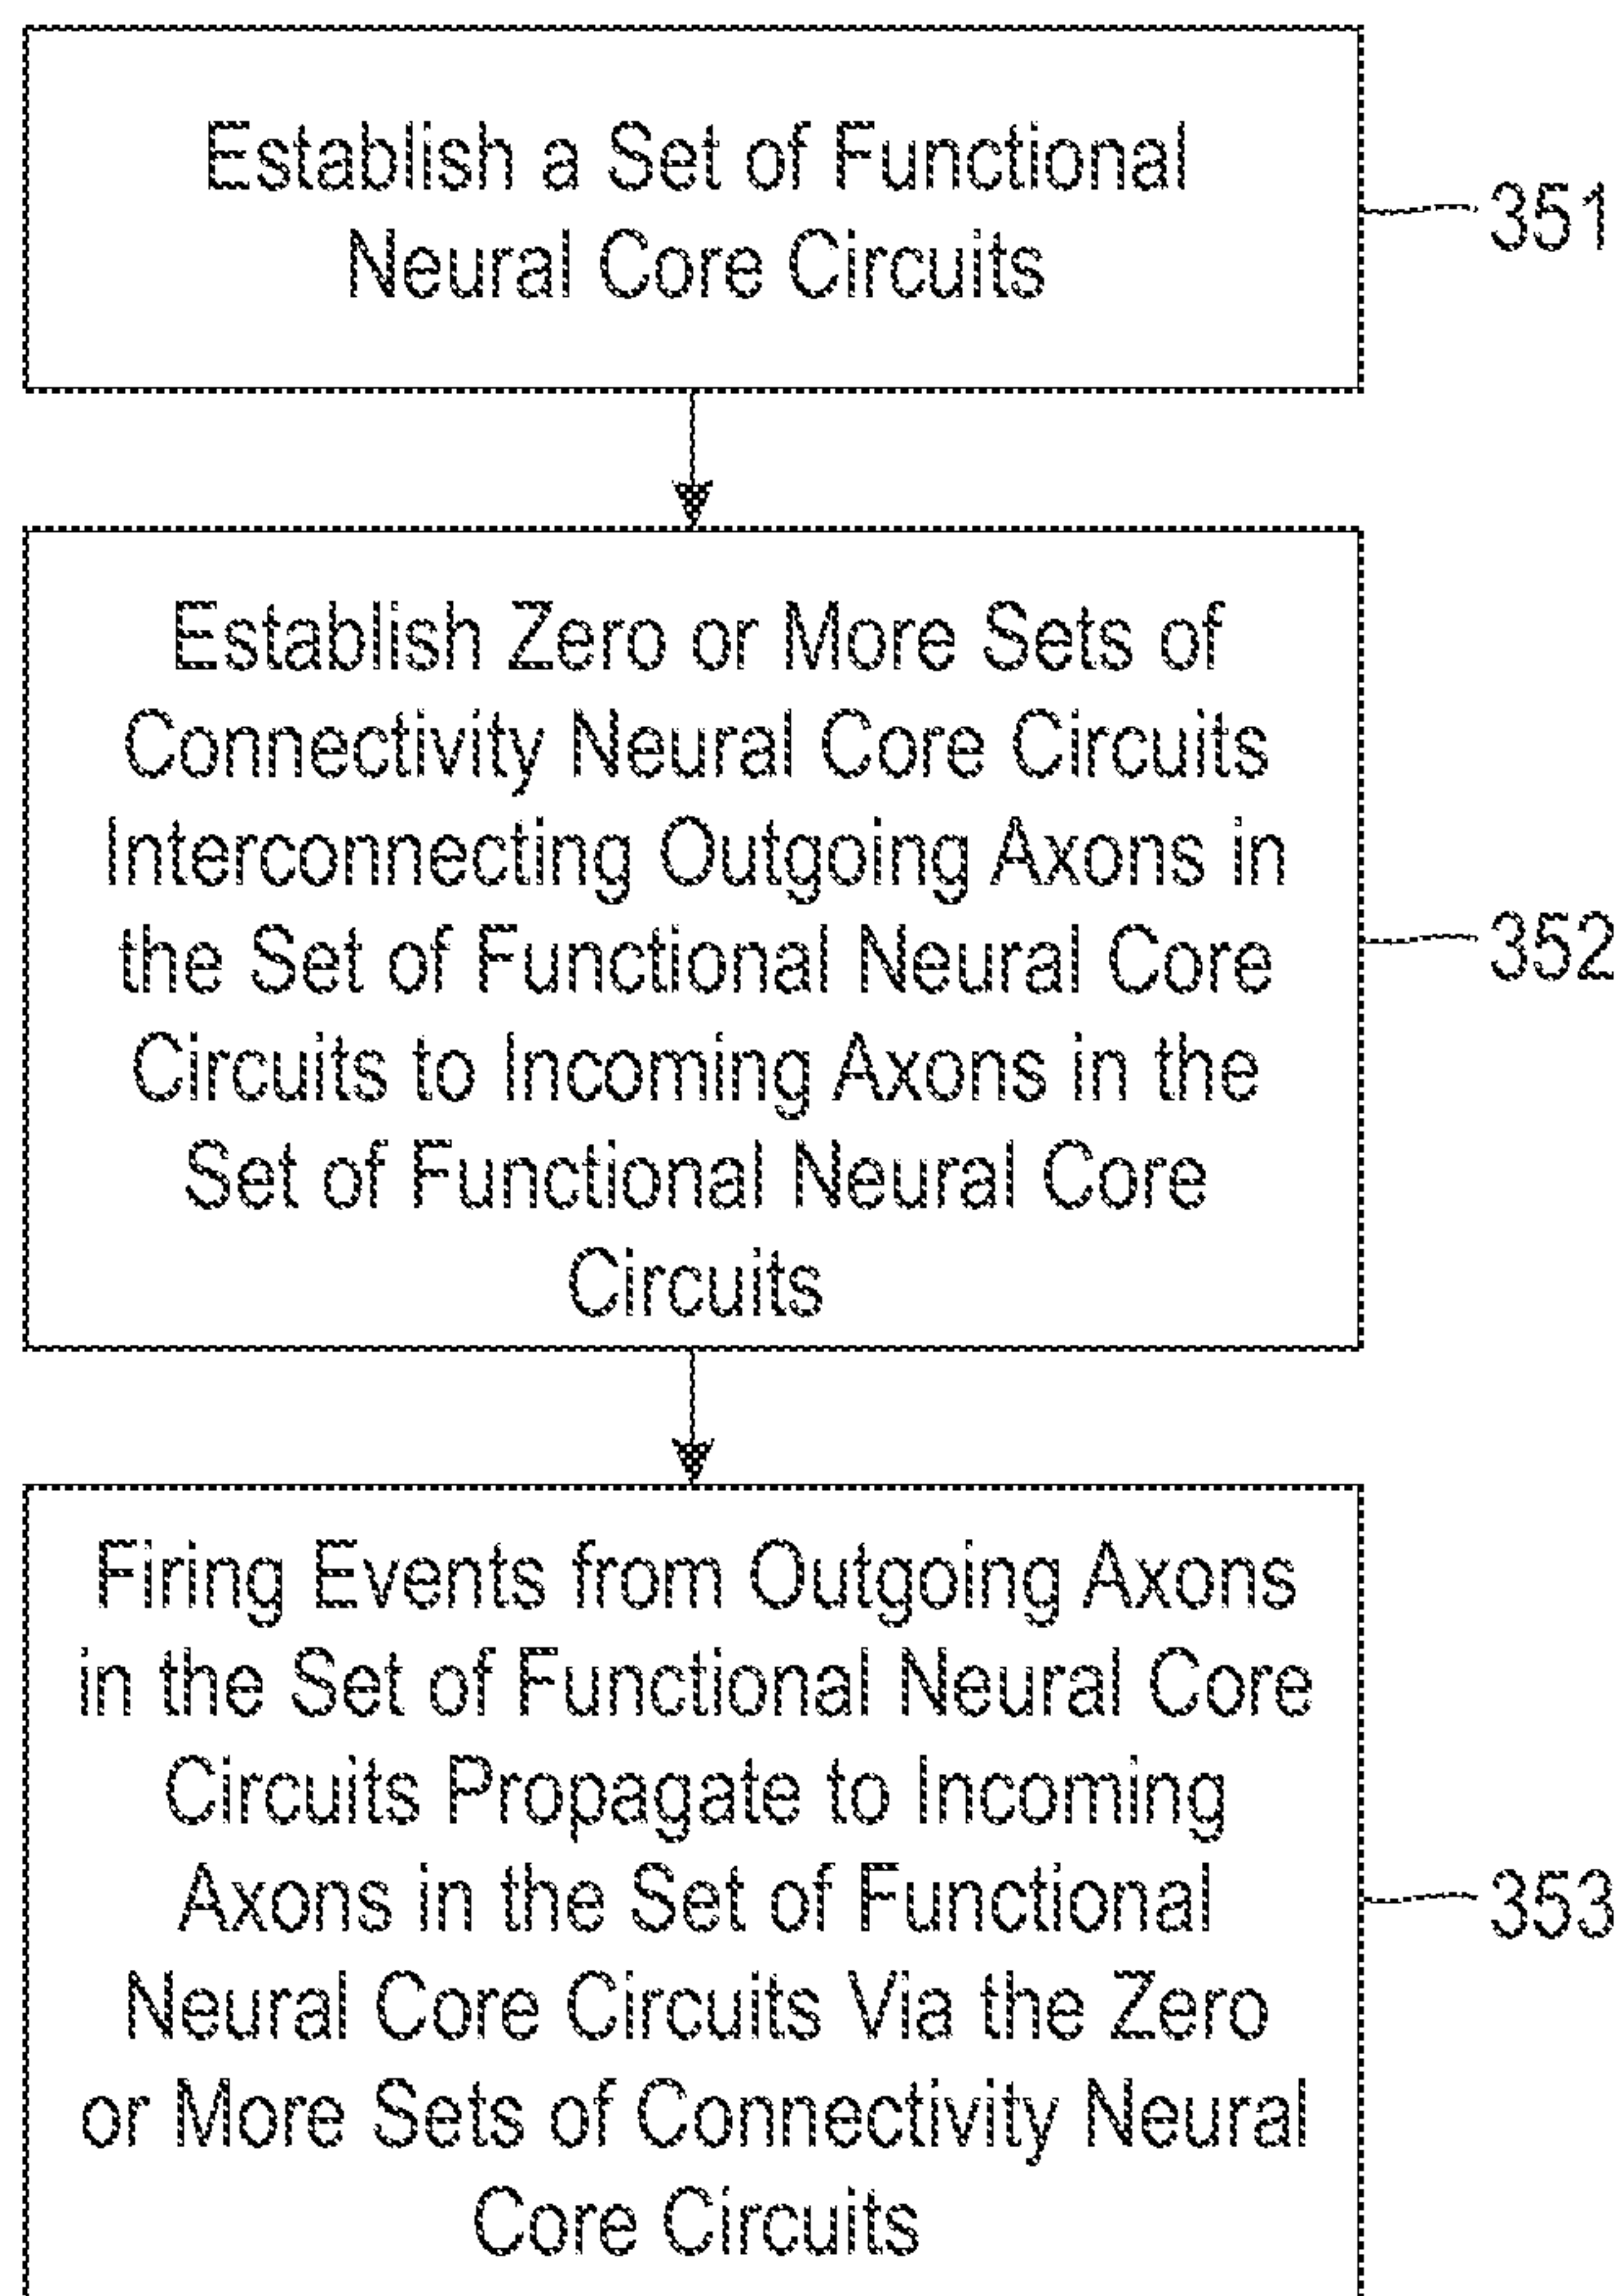 Establish a Set of Functional
Neural Core Circuits
351
Establish Zero or More Sets of
Connectivity Neural Core Circuits
Interconnecting Outgoing Axons in
the Set of Functional Neural Core
Circuits to Incoming Axons in the
Set of Functional Neural Core
Circuits
352
Firing Events from Outgoing Axons
in the Set of Functional Neural Core
Circuits Propagate to Incoming
Axons in the Set of Functional
Neural Core Circuits Via the Zero
or More Sets of Connectivity Neural
Core Circuits
353